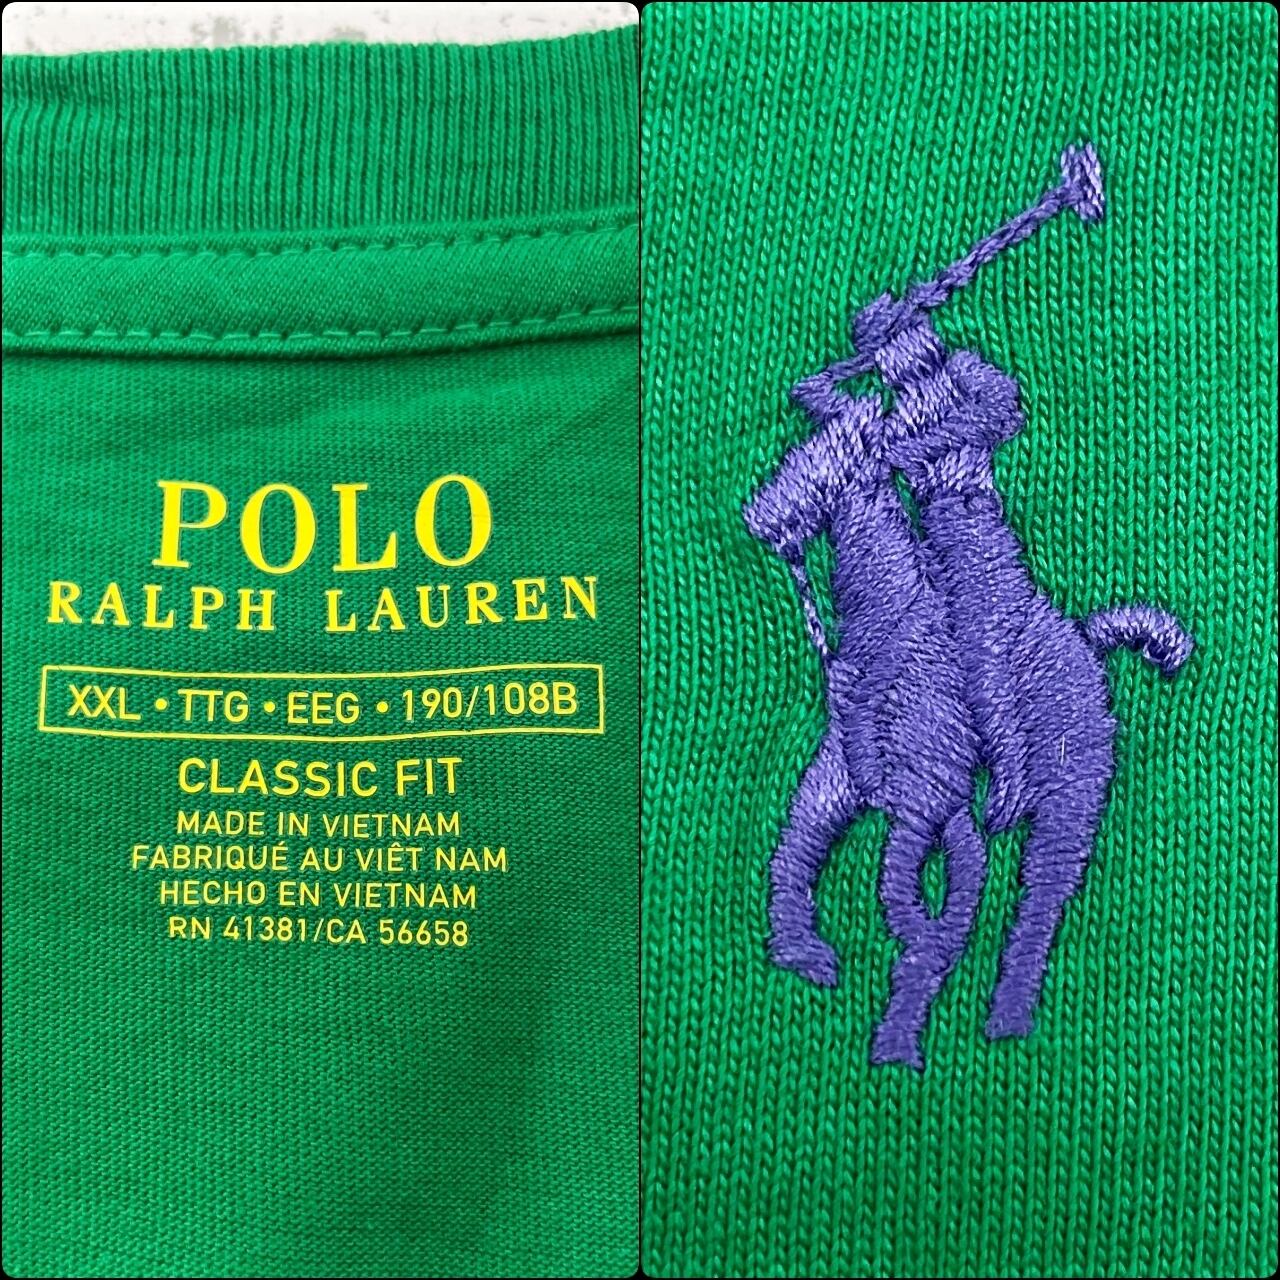 POLO
RALPH LAUREN
XXL • TTG • EEG • 190/108B
CLASSIC FIT
MADE IN VIETNAM
FABRIQUÉ AU VIÊT NAM
HECHO EN VIETNAM
RN 41381/CA 56658